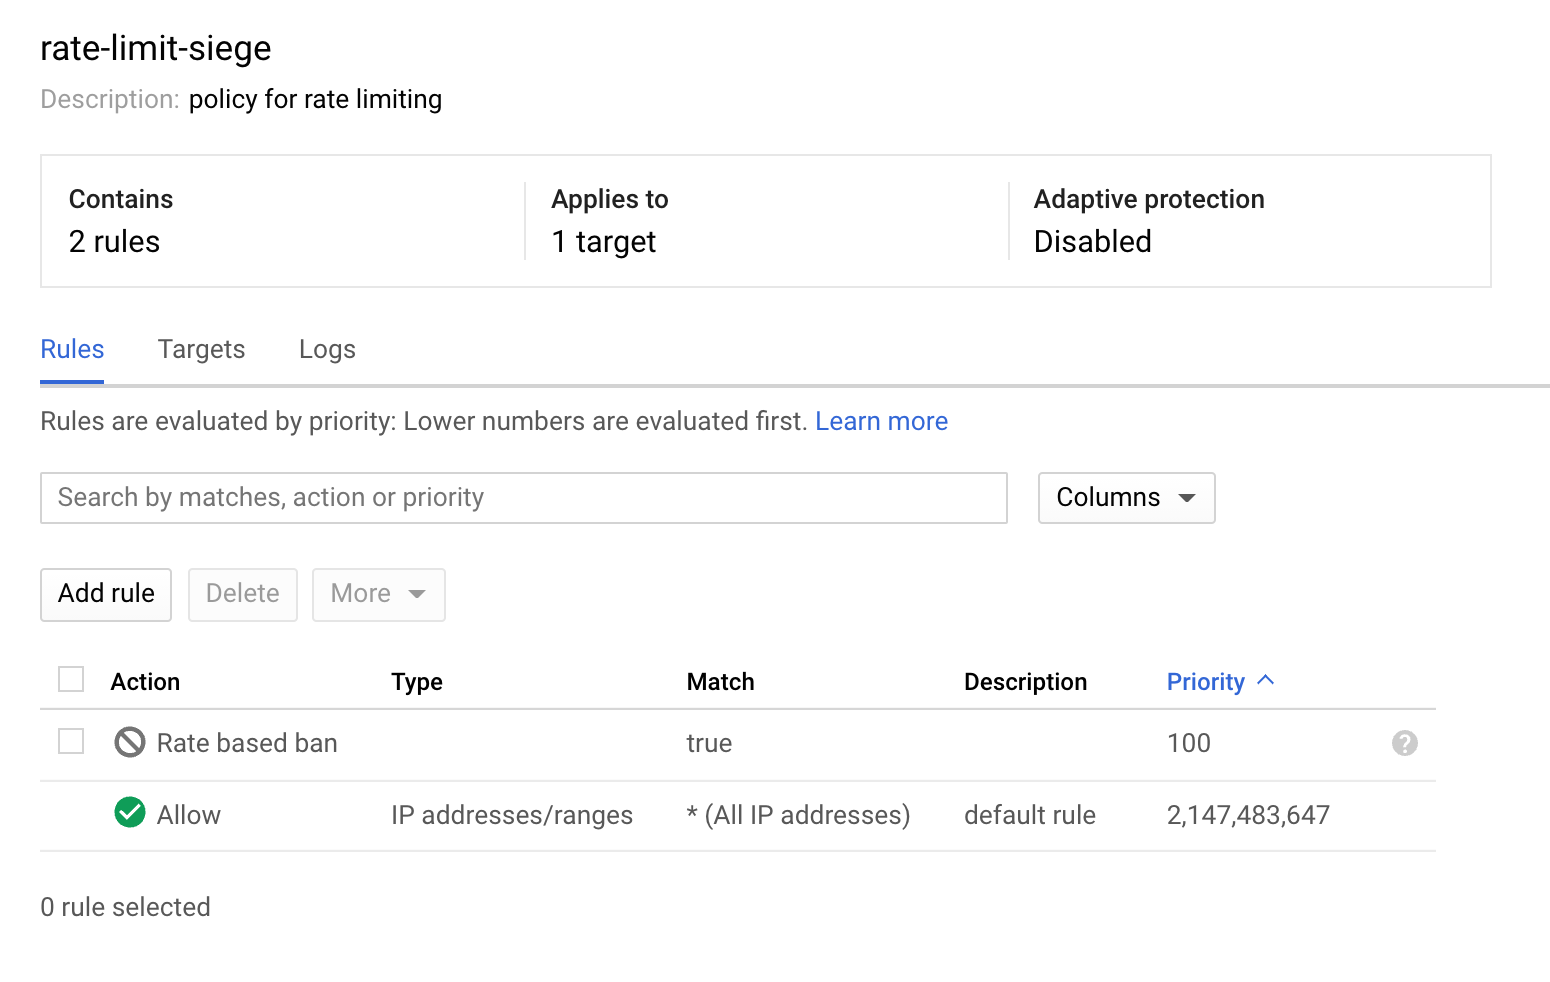 rate-limit-siege
Description: policy for rate limiting
Contains
2 rules
Applies to
1 target
Adaptive protection
Disabled
Rules Targets Logs
Rules are evaluated by priority: Lower numbers are evaluated first. Learn more
Search by matches, action or priority
Columns
Add rule Delete More
Action Type Match Description Priority
Rate based ban true 100 ?
Allow IP addresses/ranges * (All IP addresses) default rule 2,147,483,647
0 rule selected